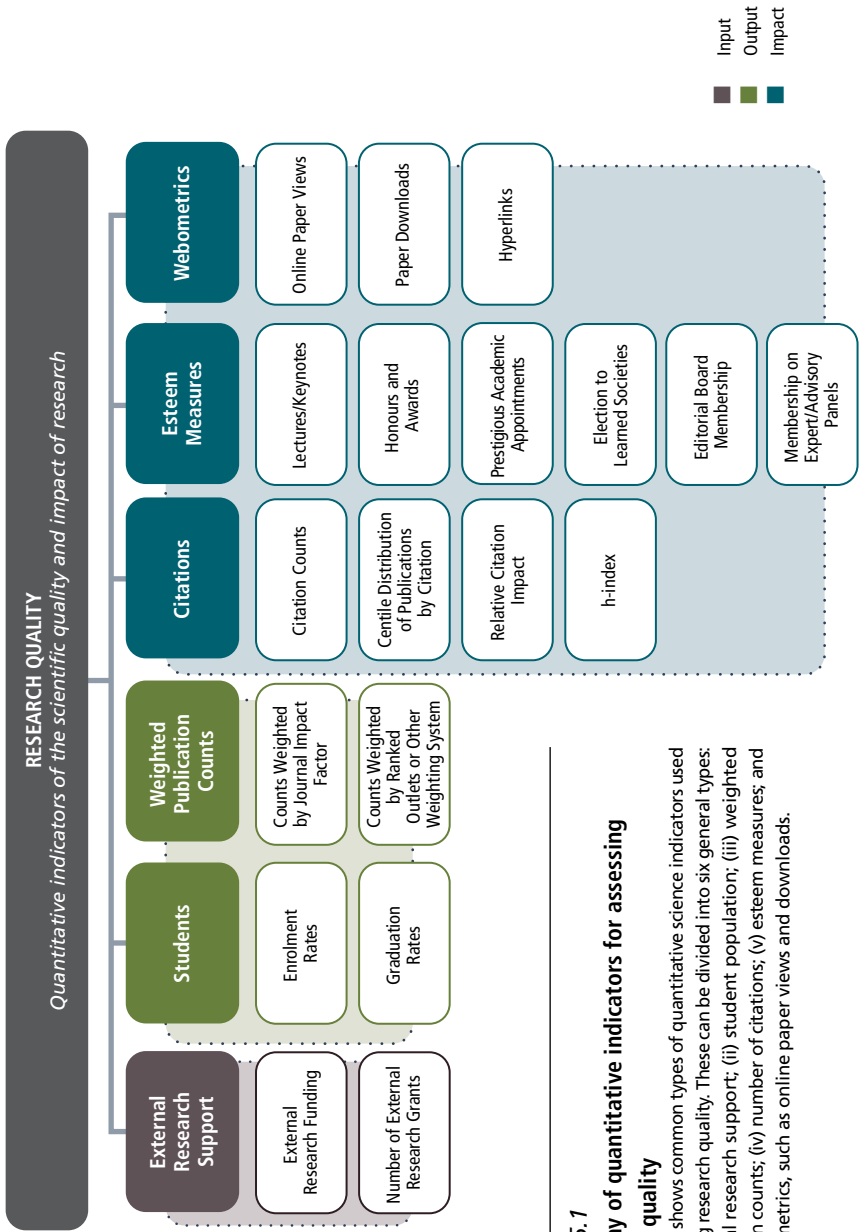 RESEARCH QUALITY
Quantitative indicators of the scientific quality and impact of research
External
Research
Support
External
Research Funding
Number of External
Research Grants
Students
Enrolment
Rates
Graduation
Rates
Weighted
Publication
Counts
Counts Weighted
by Journal Impact
Factor
Counts Weighted
by Ranked
Outlets or Other
Weighting System
Citations
Citation Counts
Centile Distribution
of Publications
by Citation
Relative Citation
Impact
h-index
Esteem
Measures
Lectures/Keynotes
Honours and
Awards
Prestigious Academic
Appointments
Election to
Learned Societies
Editorial Board
Membership
Membership on
Expert/Advisory
Panels
Webometrics
Online Paper Views
Paper Downloads
Hyperlinks
Input
Output
Impact
5.1
of quantitative indicators for assessing
quality
shows common types of quantitative science indicators used
research quality. These can be divided into six general types:
research support; (ii) student population; (iii) weighted
counts; (iv) number of citations; (v) esteem measures; and
such as online paper views and downloads.